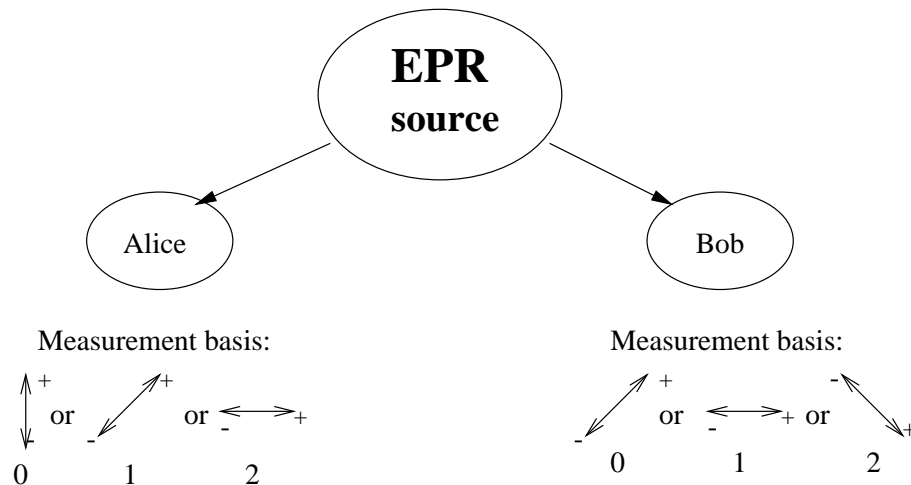 EPR
source
Alice
Bob
Measurement basis:
+ or + or +
- - -
0 1 2
Measurement basis:
+ or + or -
- - +
0 1 2